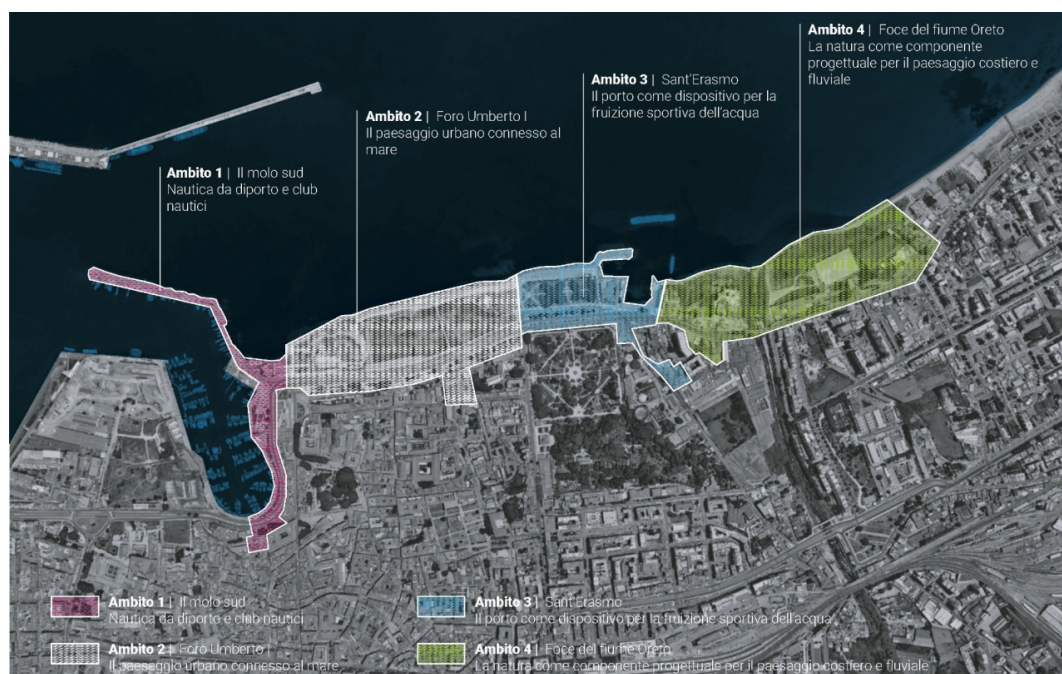 Ambito 4 | Foce del fiume Oreto
La natura come componente
progettuale per il paesaggio costiero e
fluviale
Ambito 3 | Sant'Erasmo
Il porto come dispositivo per la
fruizione sportiva dell'acqua
Ambito 2 | Foro Umberto I
Il paesaggio urbano connesso al
mare
Ambito 1 | Il molo sud
Nautica da diporto e club
nautici
Ambito 1 | Il molo sud
Nautica da diporto e club nautici
Ambito 2 | Foro Umberto I
Il paesaggio urbano connesso al mare
Ambito 3 | Sant'Erasmo
Il porto come dispositivo per la fruizione sportiva dell'acqua
Ambito 4 | Foce del fiume Oreto
La natura come componente progettuale per il paesaggio costiero e fluviale